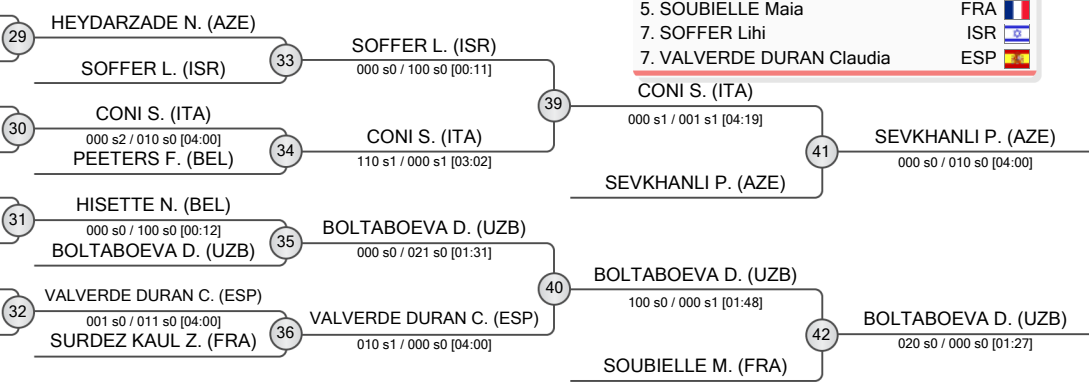 5. SOUBIELLE Maia FRA
7. SOFFER Lihi ISR
7. VALVERDE DURAN Claudia ESP
29
HEYDARZADE N. (AZE)
SOFFER L. (ISR)
33
SOFFER L. (ISR)
000 s0 / 100 s0 [00:11]
30
CONI S. (ITA)
000 s2 / 010 s0 [04:00]
PEETERS F. (BEL)
34
CONI S. (ITA)
110 s1 / 000 s1 [03:02]
39
CONI S. (ITA)
000 s1 / 001 s1 [04:19]
SEVKHANLI P. (AZE)
41
SEVKHANLI P. (AZE)
000 s0 / 010 s0 [04:00]
31
HISETTE N. (BEL)
000 s0 / 100 s0 [00:12]
BOLTABOEVA D. (UZB)
35
BOLTABOEVA D. (UZB)
000 s0 / 021 s0 [01:31]
32
VALVERDE DURAN C. (ESP)
001 s0 / 011 s0 [04:00]
SURDEZ KAUL Z. (FRA)
36
VALVERDE DURAN C. (ESP)
010 s1 / 000 s0 [04:00]
40
BOLTABOEVA D. (UZB)
100 s0 / 000 s1 [01:48]
SOUBIELLE M. (FRA)
42
BOLTABOEVA D. (UZB)
020 s0 / 000 s0 [01:27]